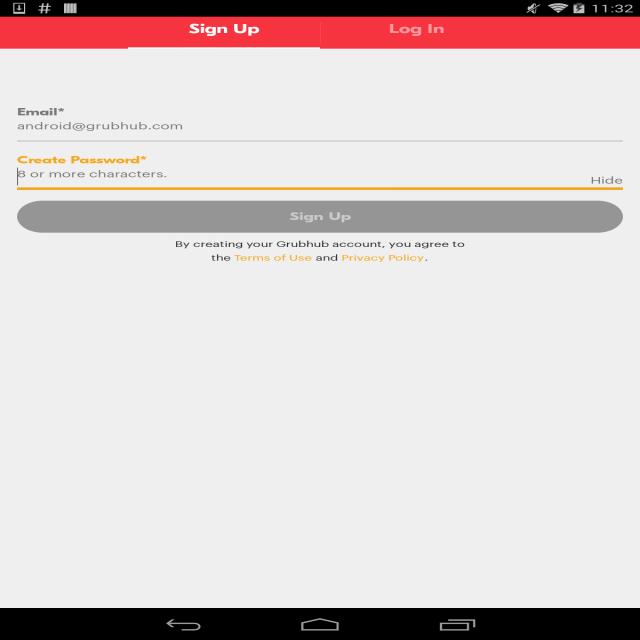 11:32
Sign Up
Log In
Email*
android@grubhub.com
Create Password*
8 or more characters.
Hide
Sign Up
By creating your Grubhub account, you agree to
the Terms of Use and Privacy Policy.